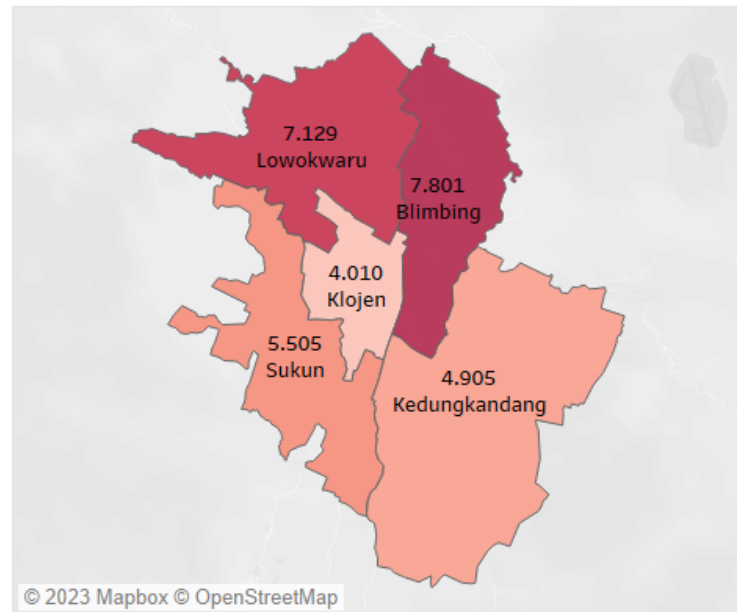 7.129
Lowokwaru
7.801
Blimbing
4.010
Klojen
5.505
Sukun
4.905
Kedungkandang
© 2023 Mapbox © OpenStreetMap